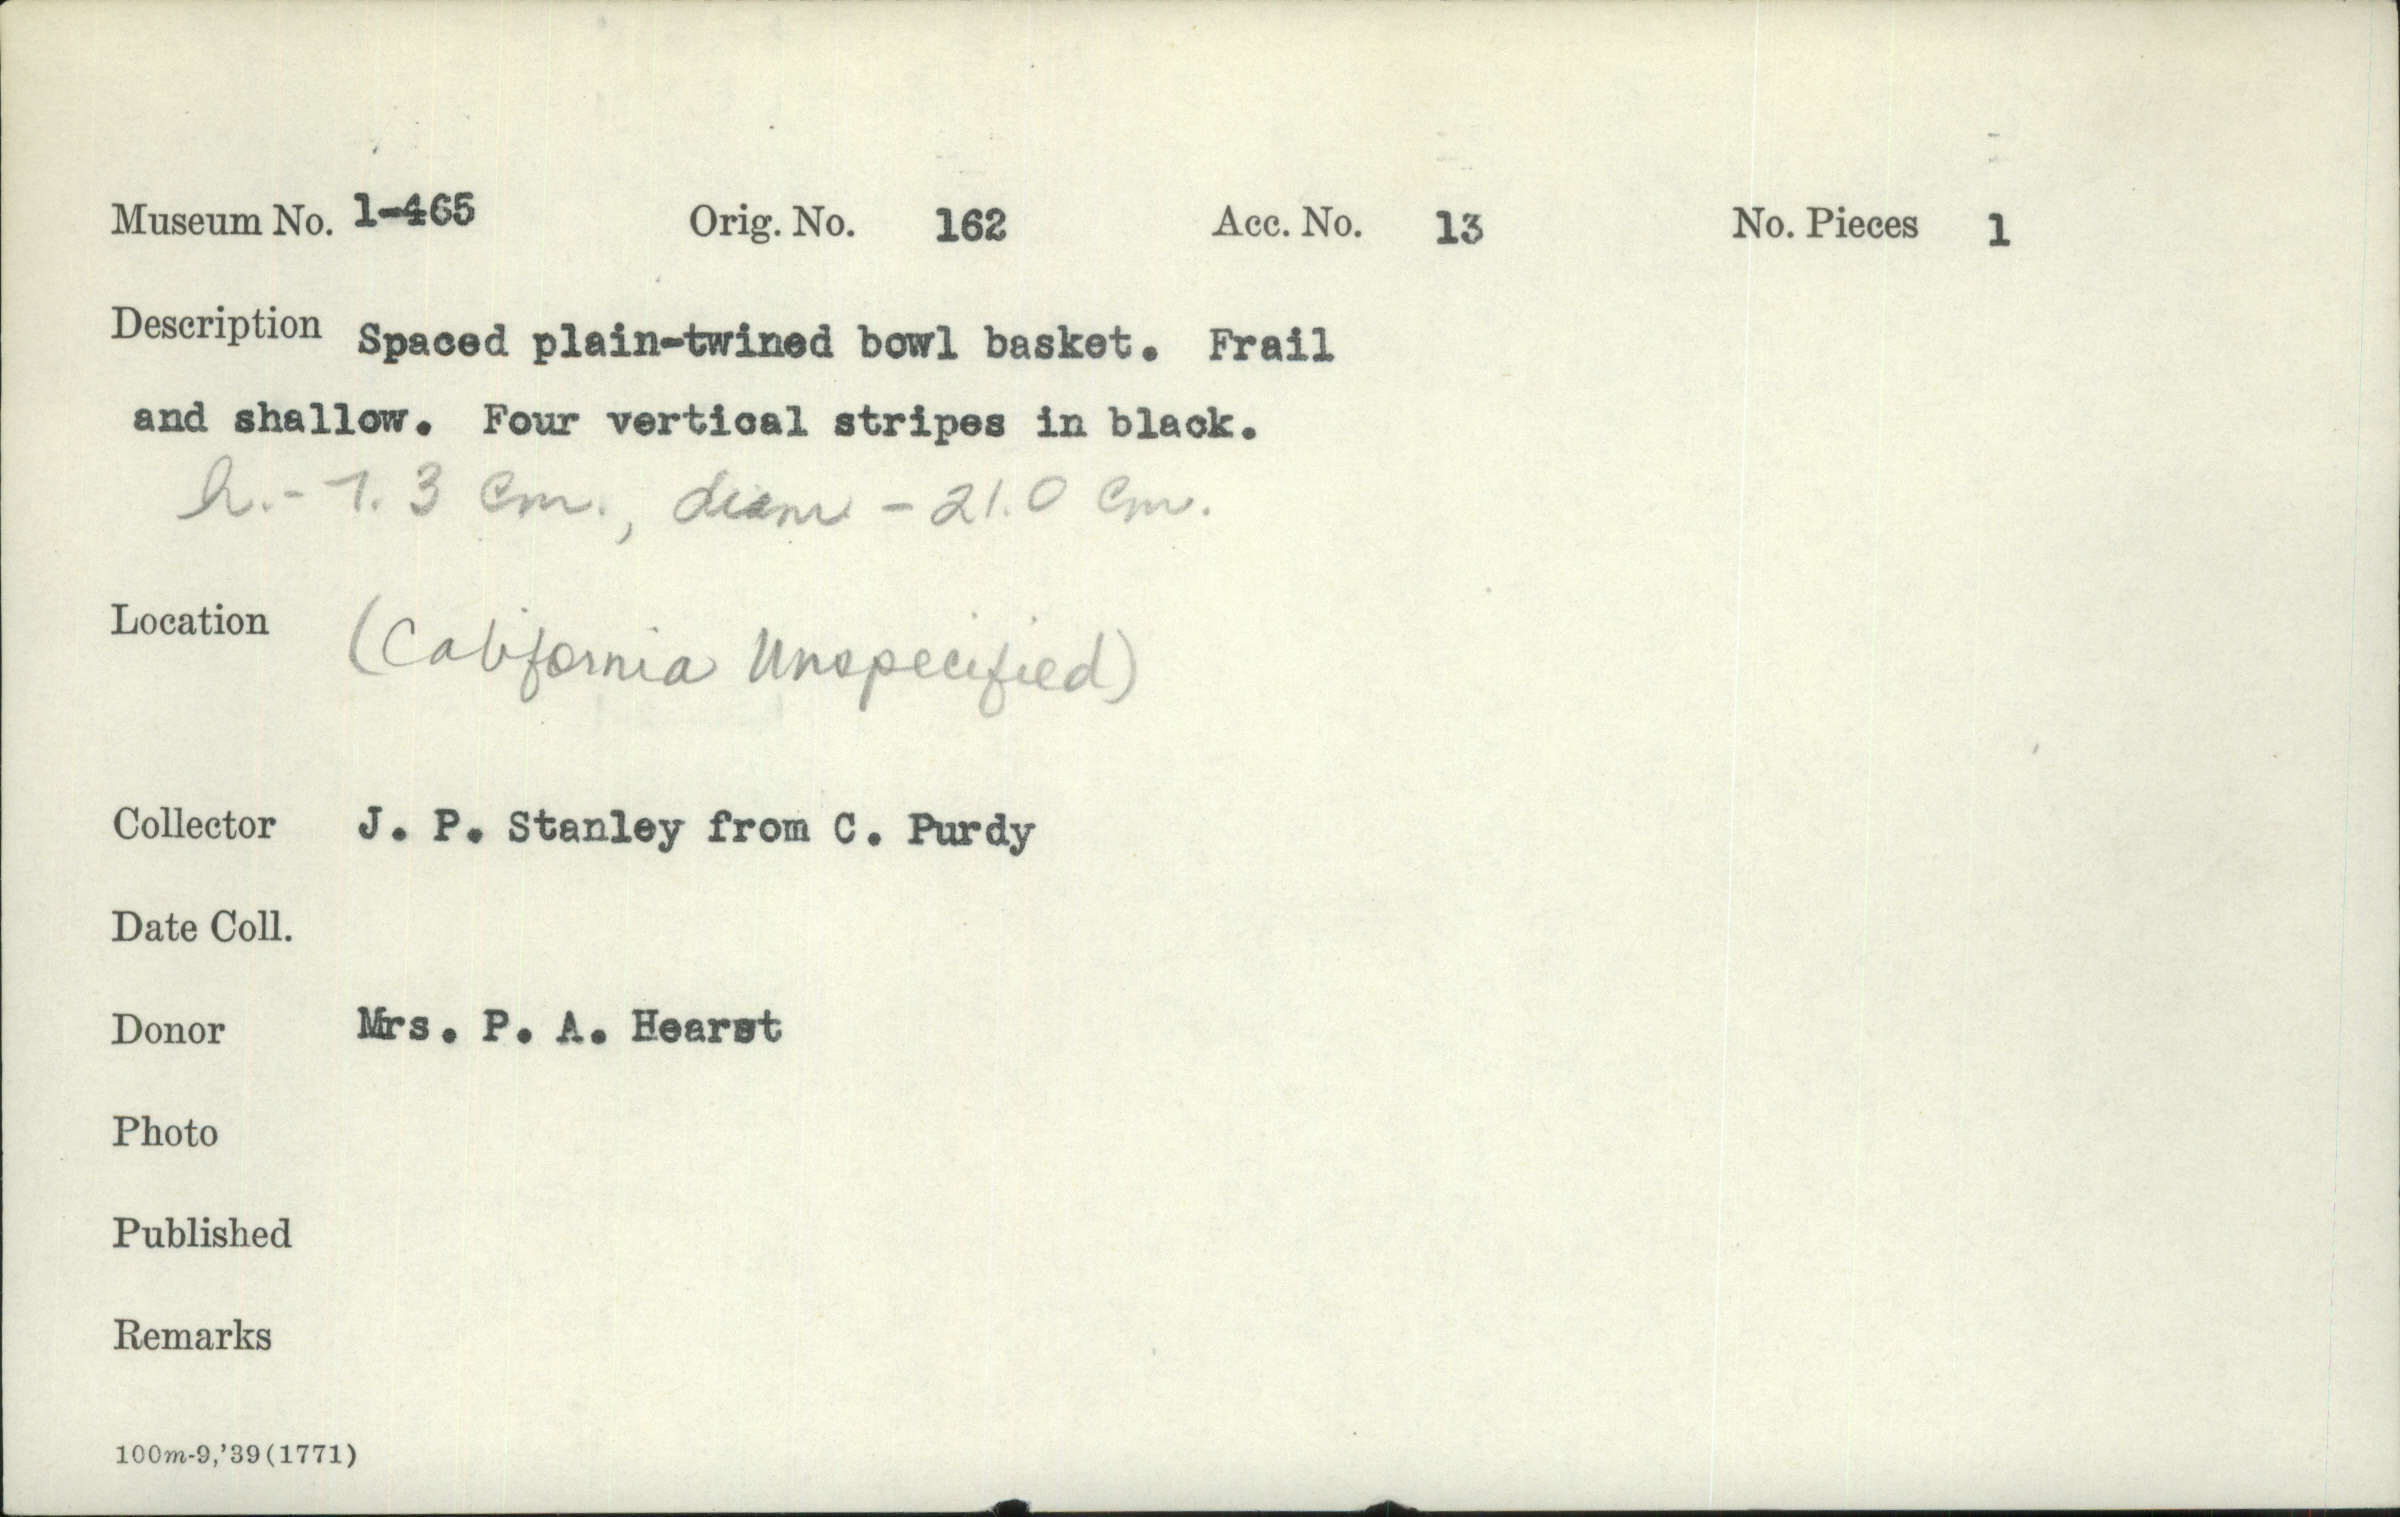 Museum No. 1-465 Orig. No. 162 Acc. No. 13 No. Pieces 1
Description Spaced plain-twined bowl basket. Frail
and shallow. Four vertical stripes in black.
h. - 7.3 cm., diam - 21.0 cm.
Location (California Unspecified)
Collector J. P. Stanley from C. Purdy
Date Coll.
Donor Mrs. P. A. Hearst
Photo
Published
Remarks
100m-9,'39(1771)